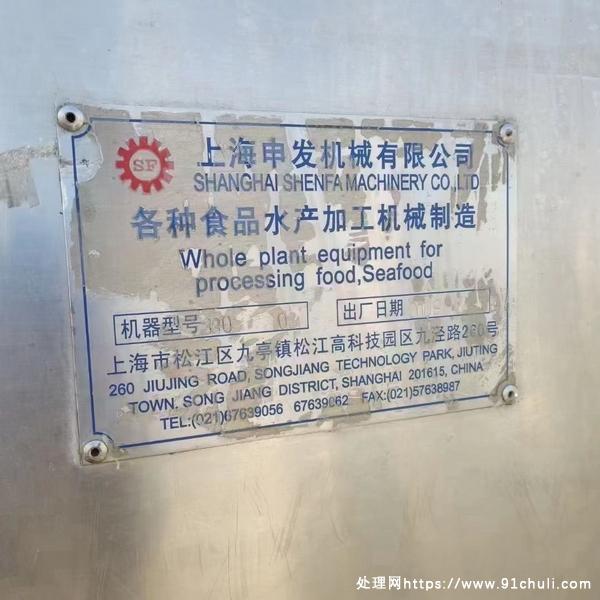 SF
上海申发机械有限公司
SHANGHAI SHENFA MACHINERY CO.,LTD
各种食品水产加工机械制造
Whole plant equipment for
processing food,Seafood
机器型号 出厂日期
上海市松江区九亭镇松江高科技园区九泾路260号
260 JIUJING ROAD, SONGJIANG TECHNOLOGY PARK, JIUTING
TOWN. SONG JIANG DISTRICT, SHANGHAI 201615, CHINA
TEL:(021)67639056 67639062 FAX:(021)57638987
处理网https://www.91chuli.com/